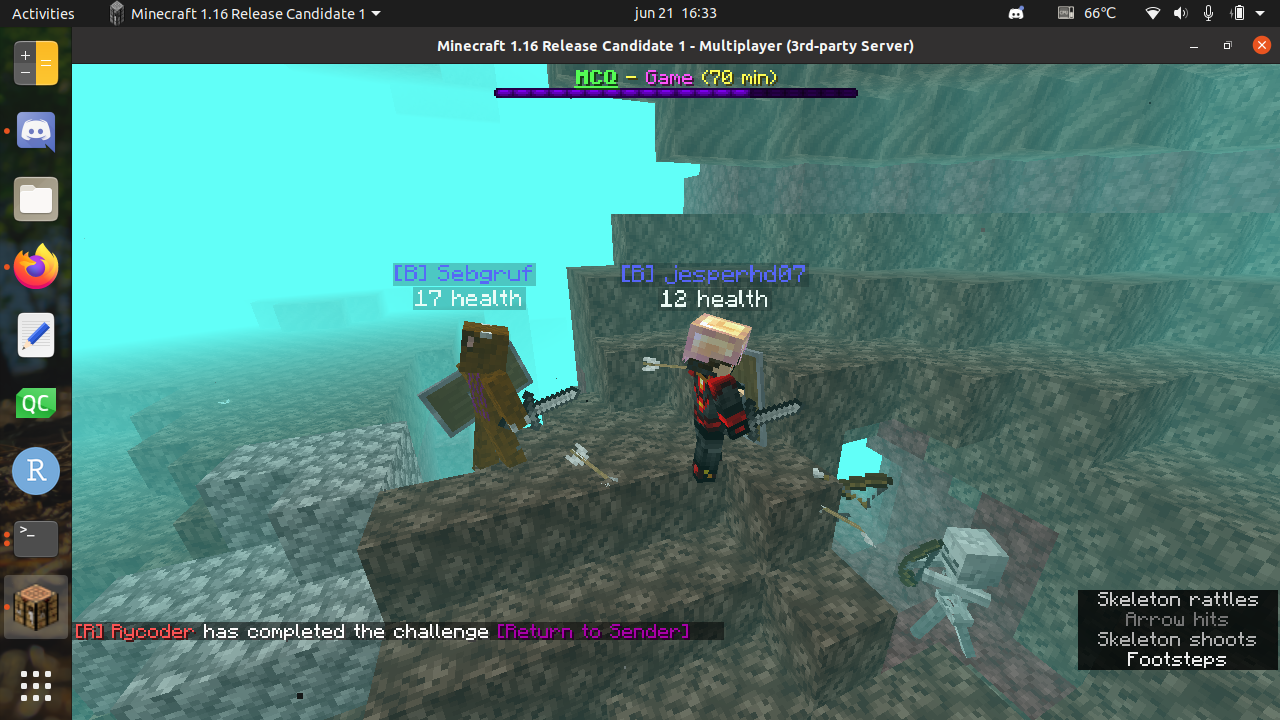 Activities
Minecraft 1.16 Release Candidate 1
jun 21 16:33
66°C
Minecraft 1.16 Release Candidate 1 - Multiplayer (3rd-party Server)
MCQ - Game (70 min)
[B] Sebgruf
17 health
[B] jesperhd07
12 health
QC
R
>_
[R] Rycoder has completed the challenge [Return to Sender]
Skeleton rattles
Arrow hits
Skeleton shoots
Footsteps